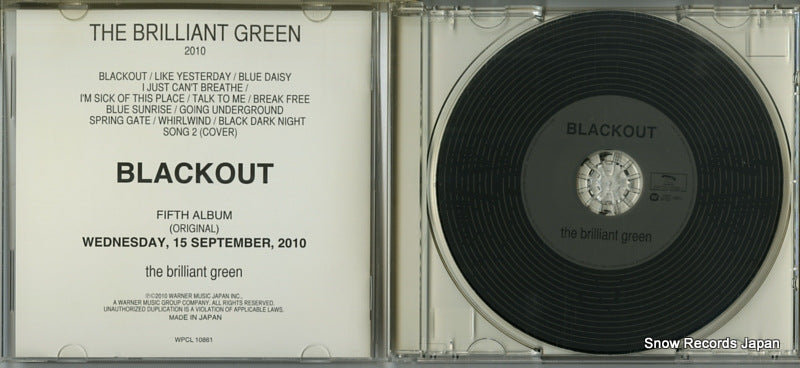 THE BRILLIANT GREEN
2010
BLACKOUT / LIKE YESTERDAY / BLUE DAISY
I JUST CAN'T BREATHE /
I'M SICK OF THIS PLACE / TALK TO ME / BREAK FREE
BLUE SUNRISE / GOING UNDERGROUND
SPRING GATE / WHIRLWIND / BLACK DARK NIGHT
SONG 2 (COVER)
BLACKOUT
FIFTH ALBUM
(ORIGINAL)
WEDNESDAY, 15 SEPTEMBER, 2010
the brilliant green
℗©2010 WARNER MUSIC JAPAN INC.,
A WARNER MUSIC GROUP COMPANY. ALL RIGHTS RESERVED.
UNAUTHORIZED DUPLICATION IS A VIOLATION OF APPLICABLE LAWS.
MADE IN JAPAN
WPCL 10861
BLACKOUT
the brilliant green
Snow Records Japan